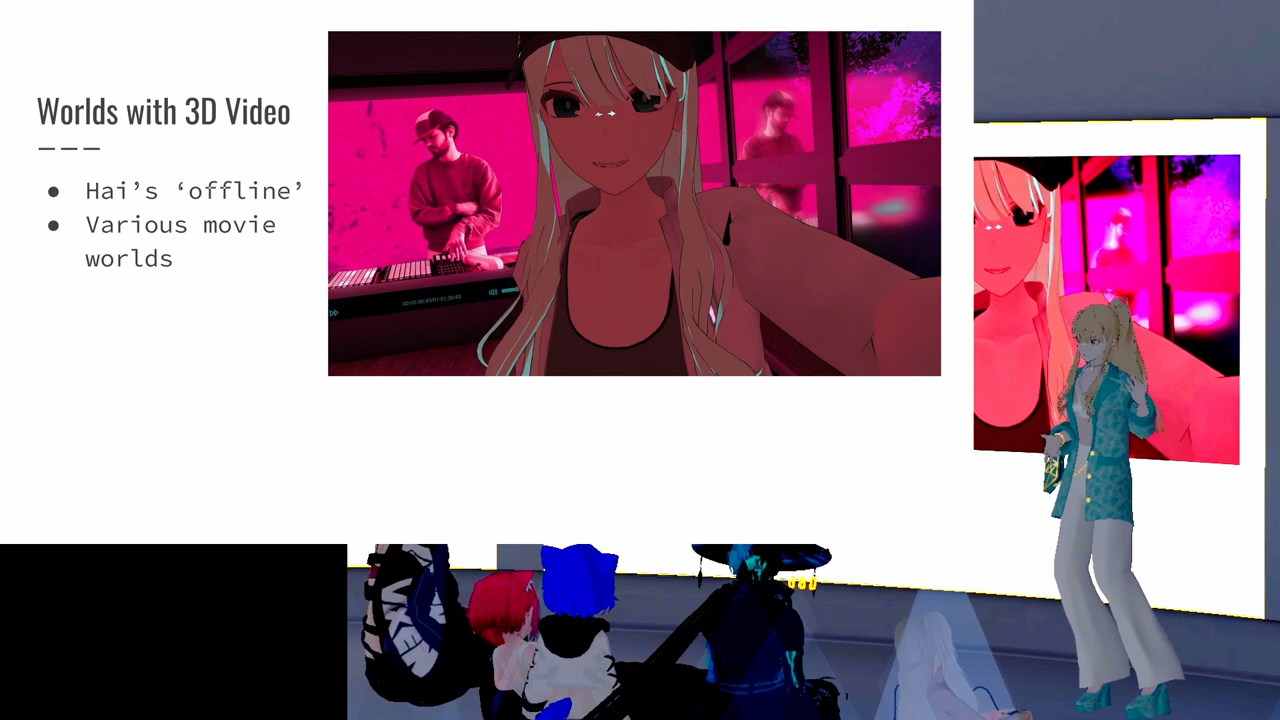 Worlds with 3D Video
● Hai's ‘offline’
● Various movie
worlds
VIXEN